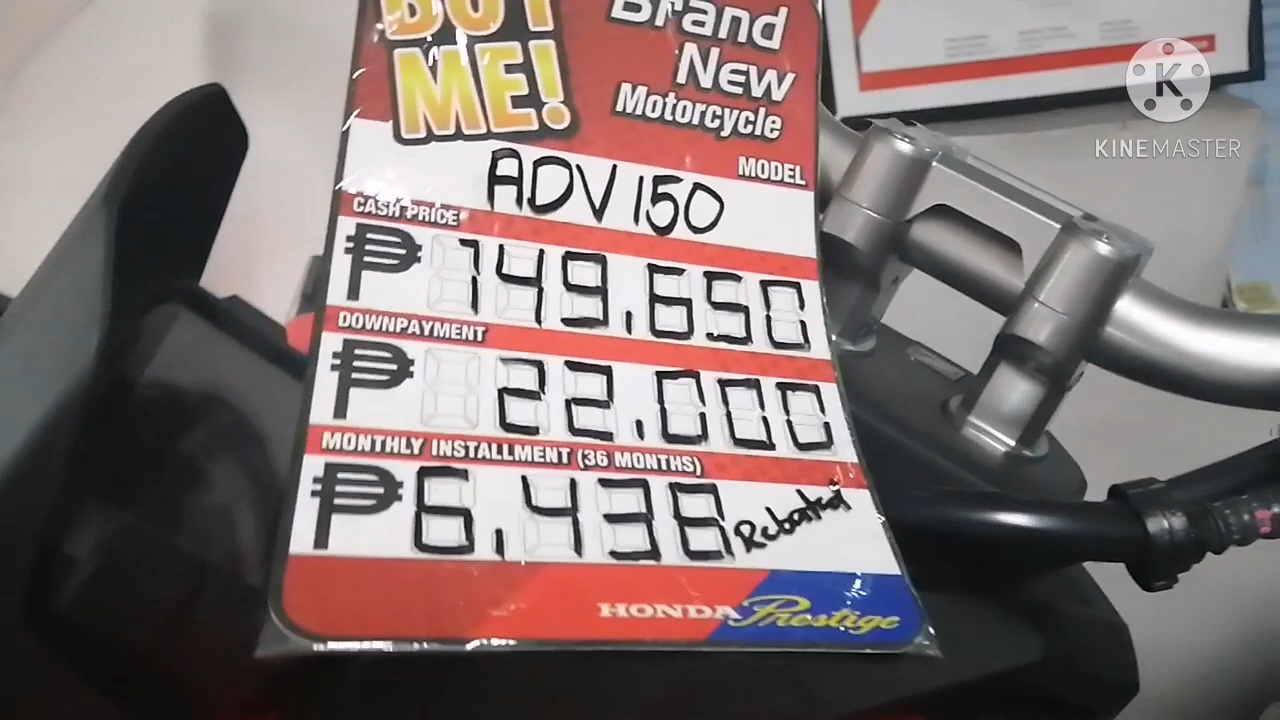 BUY
ME!
Brand
New
Motorcycle
MODEL
ADV 150
CASH PRICE
₱ 149,650
DOWNPAYMENT
₱ 22,000
MONTHLY INSTALLMENT (36 MONTHS)
₱ 6,438
HONDA Prestige
KINEMASTER